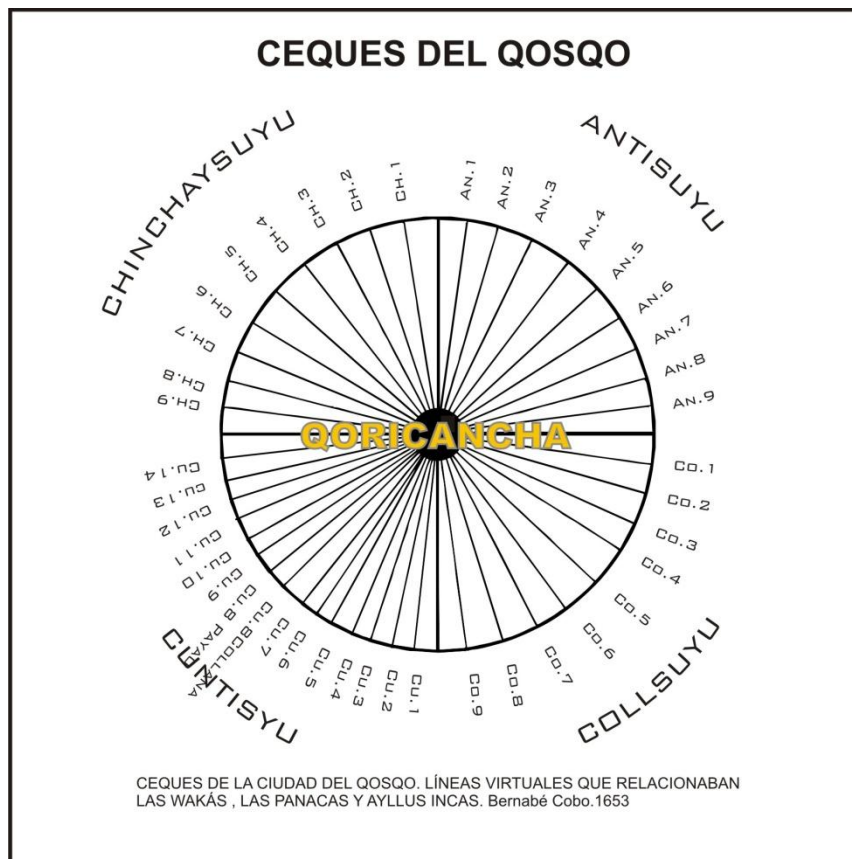 CEQUES DEL QOSQO
CHINCHAYSUYU
ANTISUYU
CH.1
CH.2
CH.3
CH.4
CH.5
CH.6
CH.7
CH.8
CH.9
AN.1
AN.2
AN.3
AN.4
AN.5
AN.6
AN.7
AN.8
AN.9
QORICANCHA
CO.1
CO.2
CO.3
CO.4
CO.5
CO.6
CO.7
CO.8
CO.9
CU.1
CU.2
CU.3
CU.4
CU.5
CU.6
CU.7
CU.8COLLANA
CU.8 PAYA
CU.9
CU.10
CU.11
CU.12
CU.13
CU.14
CUNTISYU
COLLSUYU
CEQUES DE LA CIUDAD DEL QOSQO. LÍNEAS VIRTUALES QUE RELACIONABAN
LAS WAKÁS , LAS PANACAS Y AYLLUS INCAS. Bernabé Cobo.1653